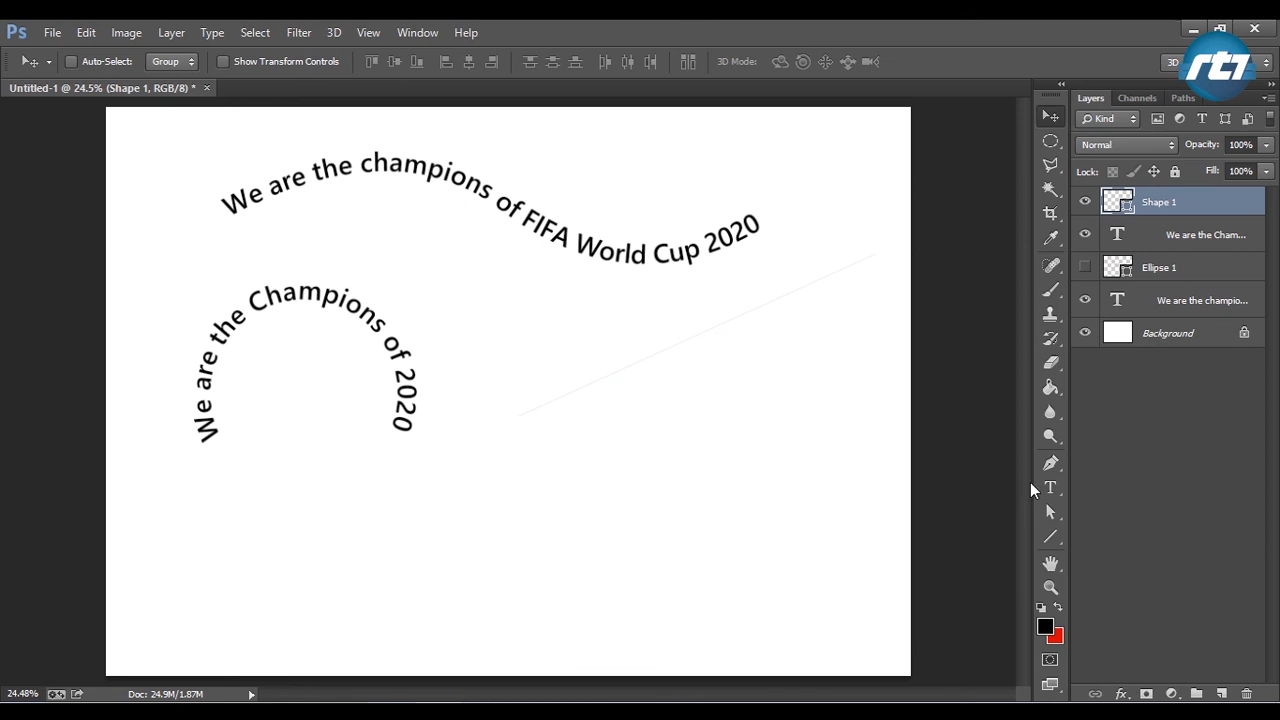 Ps File Edit Image Layer Type Select Filter 3D View Window Help
Auto-Select: Group Show Transform Controls 3D Mode: 3D
rti
Untitled-1 @ 24.5% (Shape 1, RGB/8) * ×
Layers Channels Paths
Kind
Normal Opacity: 100%
Lock: Fill: 100%
Shape 1
T We are the Cham...
Ellipse 1
T We are the champio...
Background
We are the champions of FIFA World Cup 2020
We are the Champions of 2020
24.48% Doc: 24.9M/1.87M